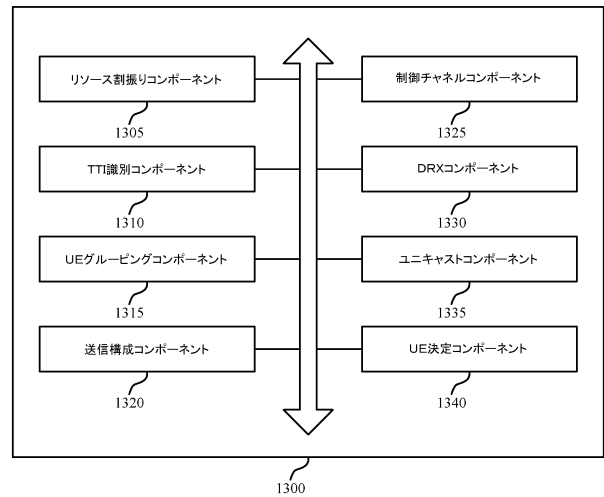 リソース割振りコンポーネント
1305
TTI識別コンポーネント
1310
UEグルーピングコンポーネント
1315
送信構成コンポーネント
1320
制御チャネルコンポーネント
1325
DRXコンポーネント
1330
ユニキャストコンポーネント
1335
UE決定コンポーネント
1340
1300